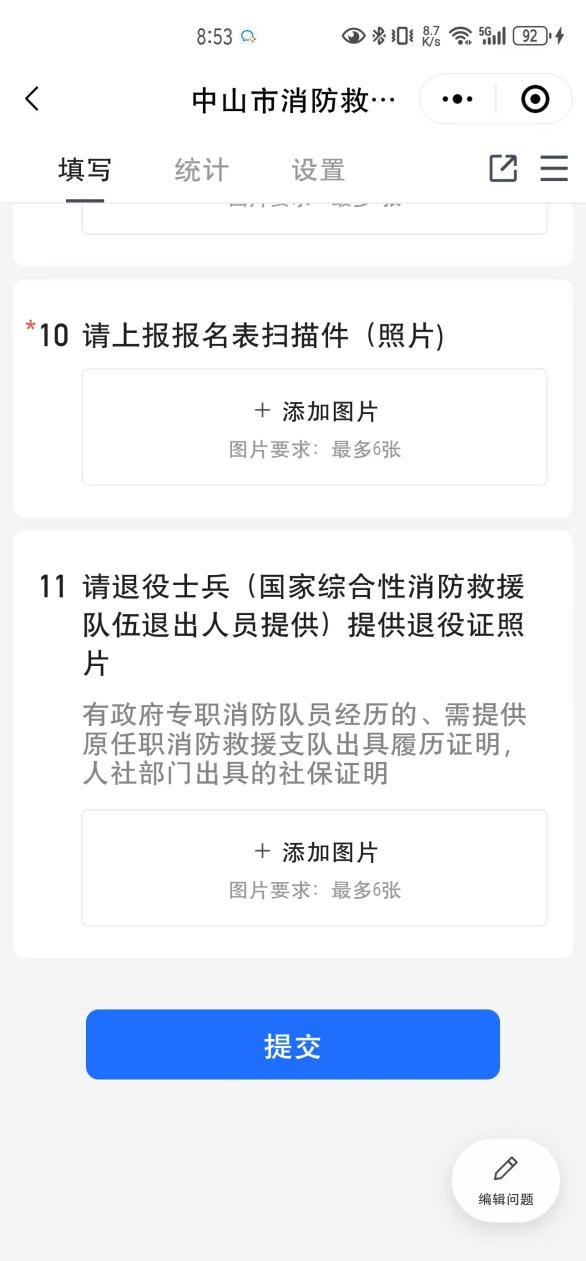 8:53
8.7
K/s
5G
92
中山市消防救…
填写
统计
设置
*10 请上报报名表扫描件（照片)
+ 添加图片
图片要求：最多6张
11 请退役士兵（国家综合性消防救援
队伍退出人员提供）提供退役证照
片
有政府专职消防队员经历的、需提供
原任职消防救援支队出具履历证明，
人社部门出具的社保证明
+ 添加图片
图片要求：最多6张
提交
编辑问题